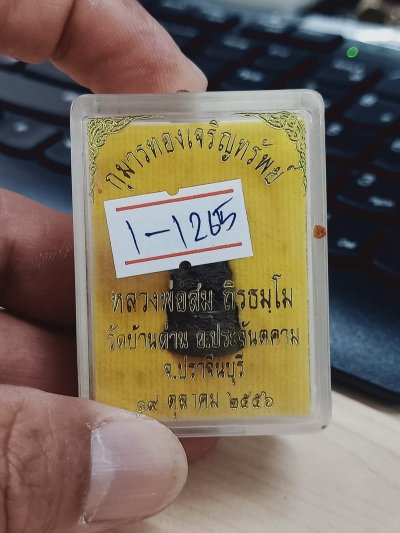 กุมารทองเจริญทรัพย์
1-126
หลวงพ่อสม ถิรธมฺโม
วัดบ้านด่าน อ.ประจันตคาม
จ.ปราจีนบุรี
๑๙ ตุลาคม ๒๕๕๖